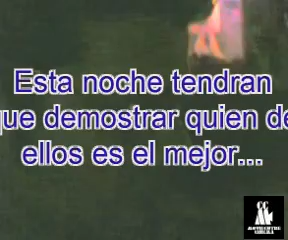 Esta noche tendran
que demostrar quien de
ellos es el mejor...